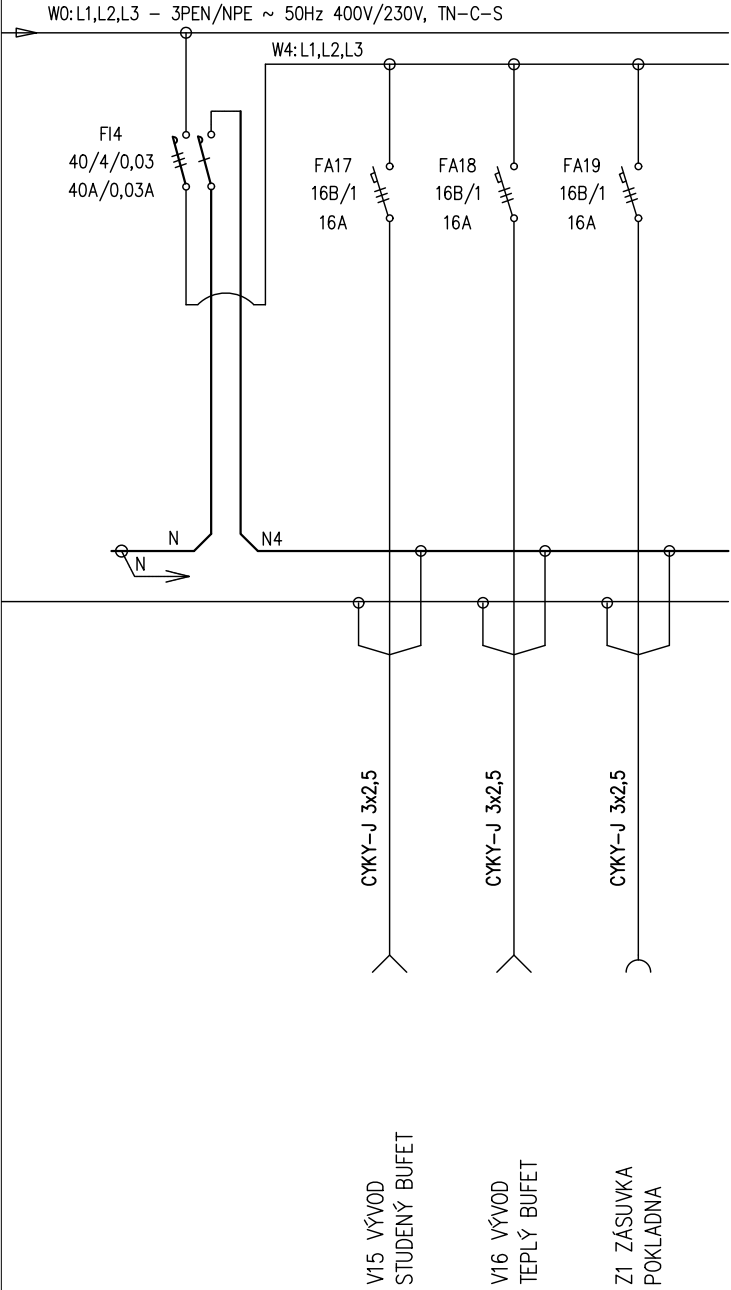 W0:L1,L2,L3 - 3PEN/NPE ~ 50Hz 400V/230V, TN-C-S
W4:L1,L2,L3
FI4
40/4/0,03
40A/0,03A
FA17
16B/1
16A
FA18
16B/1
16A
FA19
16B/1
16A
N
N4
N
CYKY-J 3x2,5
CYKY-J 3x2,5
CYKY-J 3x2,5
V15 VÝVOD
STUDENÝ BUFET
V16 VÝVOD
TEPLÝ BUFET
Z1 ZÁSUVKA
POKLADNA